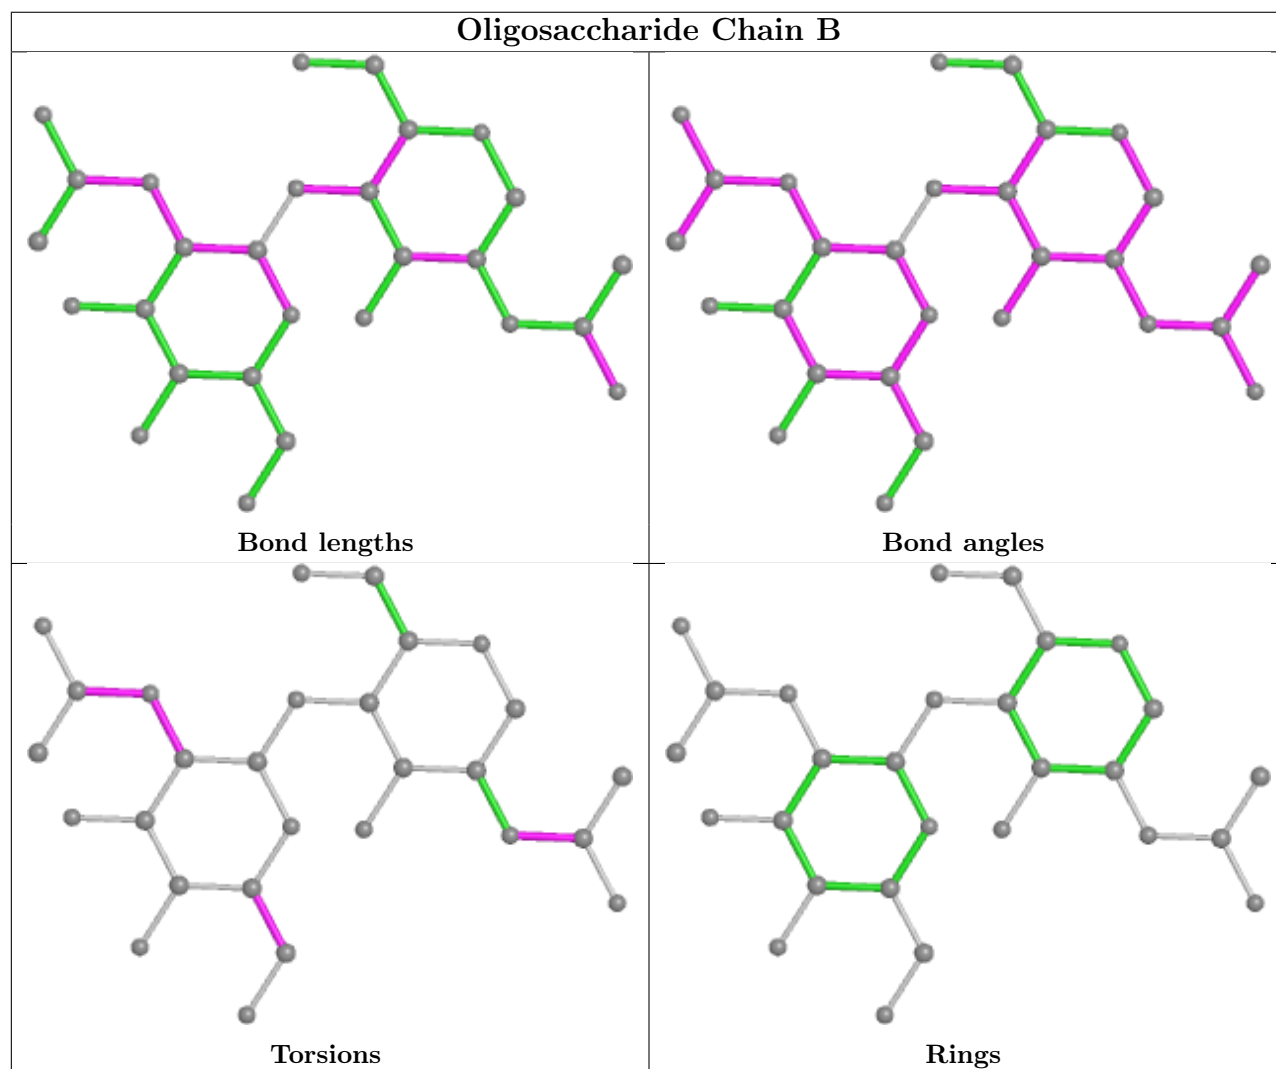 Oligosaccharide Chain B
Bond lengths
Bond angles
Torsions
Rings